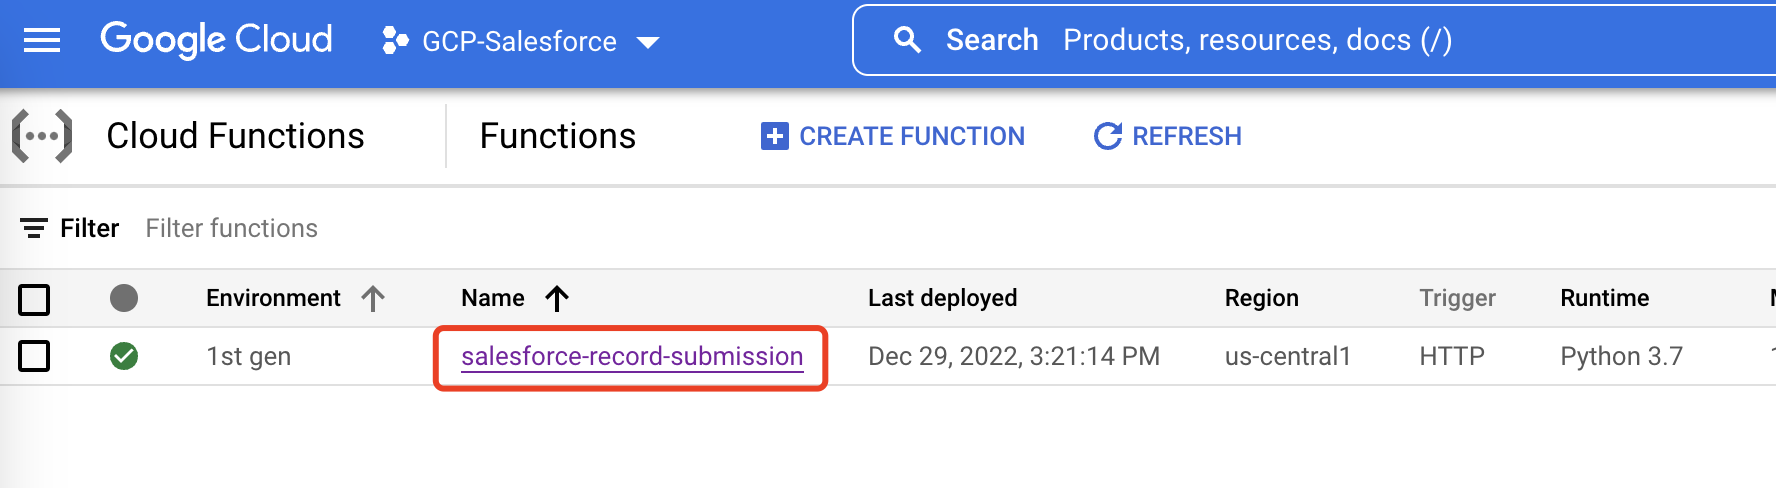 Google Cloud GCP-Salesforce Search Products, resources, docs (/)
Cloud Functions Functions CREATE FUNCTION REFRESH
Filter Filter functions
Environment Name Last deployed Region Trigger Runtime
1st gen salesforce-record-submission Dec 29, 2022, 3:21:14 PM us-central1 HTTP Python 3.7